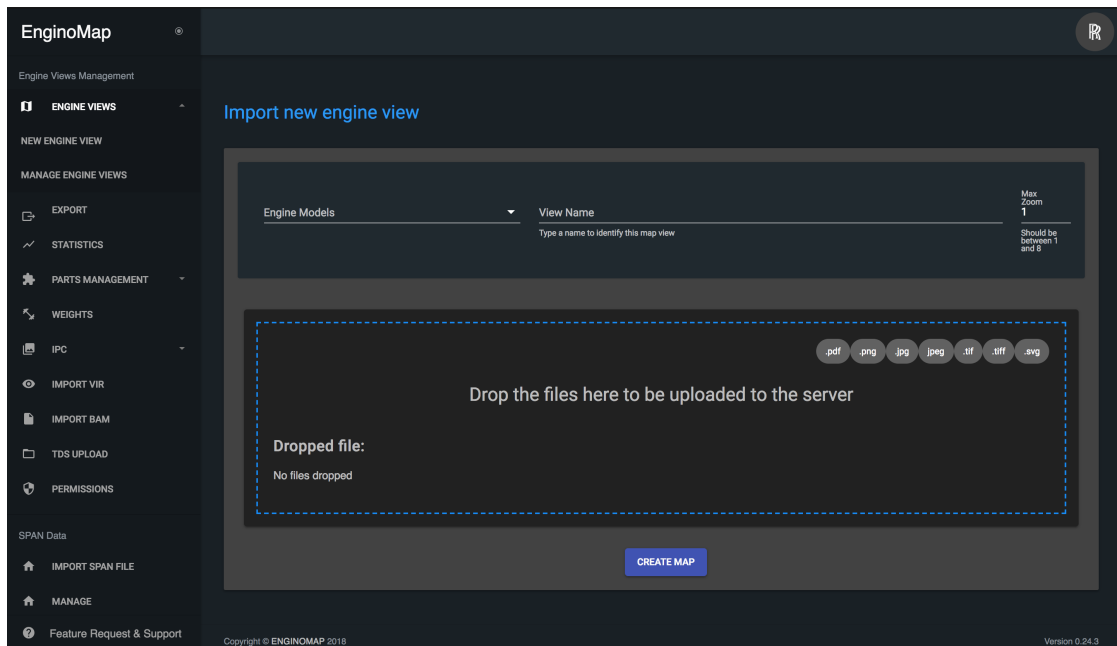 EnginoMap
Engine Views Management
ENGINE VIEWS
NEW ENGINE VIEW
MANAGE ENGINE VIEWS
EXPORT
STATISTICS
PARTS MANAGEMENT
WEIGHTS
IPC
IMPORT VIR
IMPORT BAM
TDS UPLOAD
PERMISSIONS
SPAN Data
IMPORT SPAN FILE
MANAGE
Feature Request & Support
Import new engine view
Engine Models
View Name
Type a name to identify this map view
Max
Zoom
1
Should be
between 1
and 8
.pdf .png .jpg jpeg .tif .tiff .svg
Drop the files here to be uploaded to the server
Dropped file:
No files dropped
CREATE MAP
Copyright © ENGINOMAP 2018
Version 0.24.3